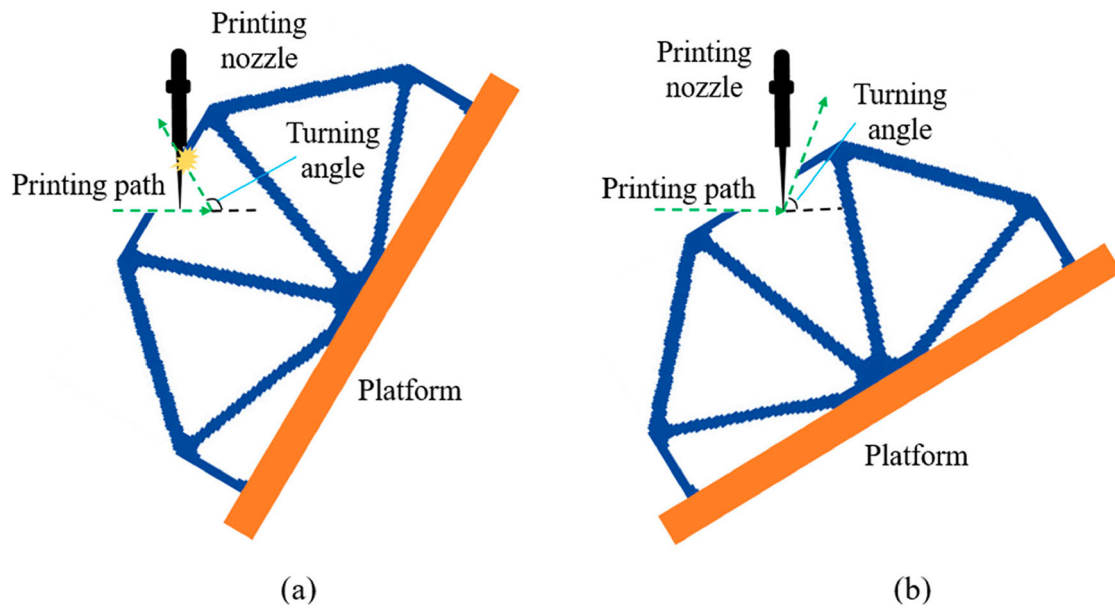 Printing
nozzle
Turning
angle
Printing path
Platform
(a)
Printing
nozzle
Turning
angle
Printing path
Platform
(b)